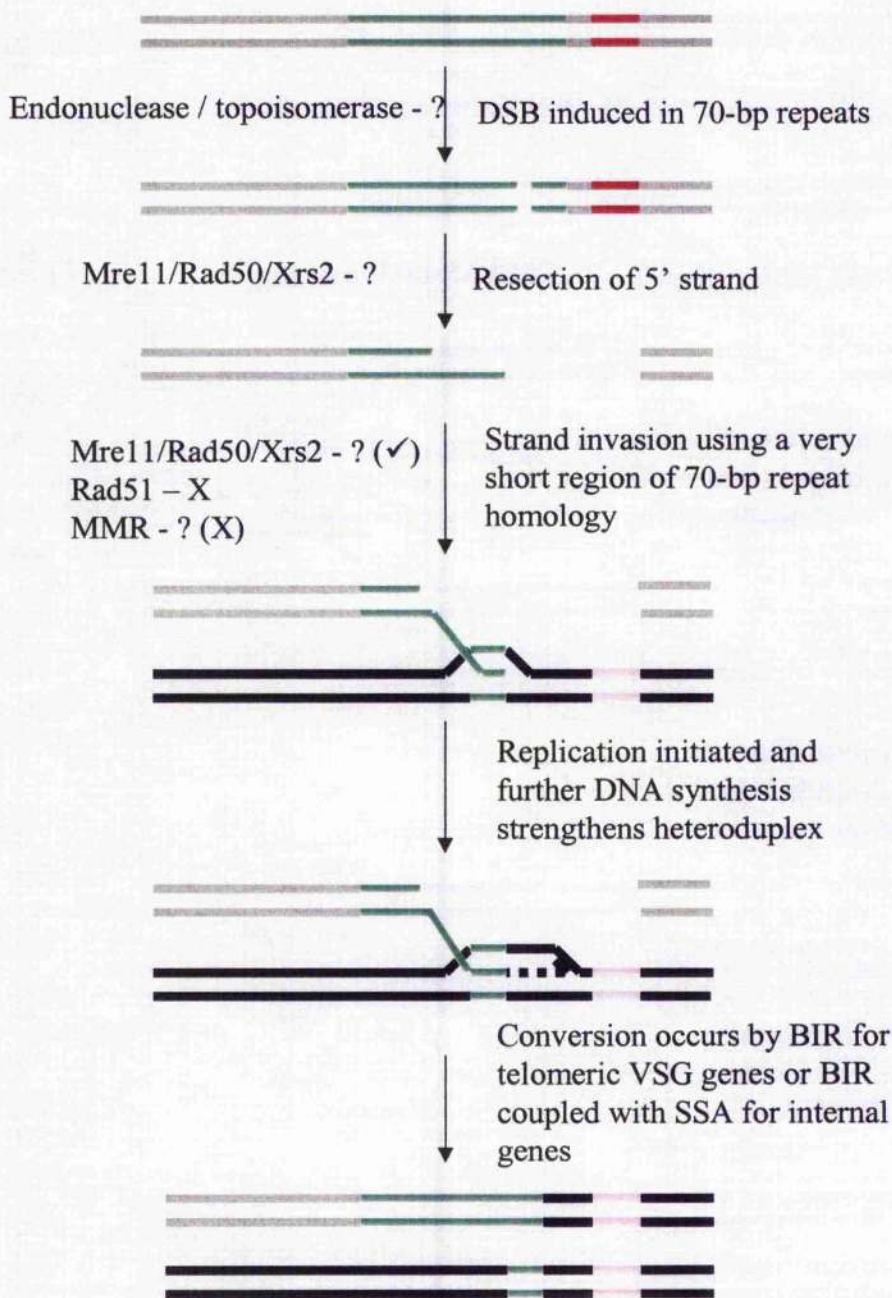 Endonuclease / topoisomerase - ?
DSB induced in 70-bp repeats
Mre11/Rad50/Xrs2 - ?
Resection of 5’ strand
Mre11/Rad50/Xrs2 - ? (✓)
Rad51 – X
MMR - ? (X)
Strand invasion using a very
short region of 70-bp repeat
homology
Replication initiated and
further DNA synthesis
strengthens heteroduplex
Conversion occurs by BIR for
telomeric VSG genes or BIR
coupled with SSA for internal
genes